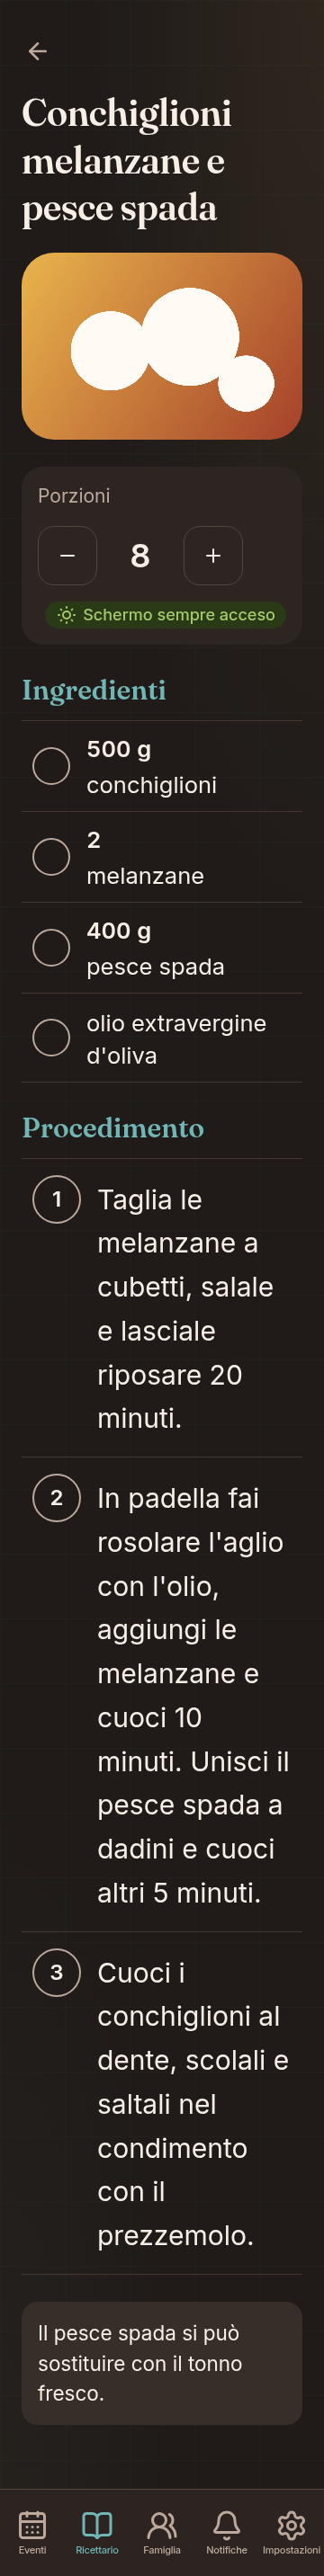 Conchiglioni
melanzane e
pesce spada
Porzioni
8
Schermo sempre acceso
Ingredienti
500 g
conchiglioni
2
melanzane
400 g
pesce spada
olio extravergine
d'oliva
Procedimento
1 Taglia le
melanzane a
cubetti, salale
e lasciale
riposare 20
minuti.
2 In padella fai
rosolare l'aglio
con l'olio,
aggiungi le
melanzane e
cuoci 10
minuti. Unisci il
pesce spada a
dadini e cuoci
altri 5 minuti.
3 Cuoci i
conchiglioni al
dente, scolali e
saltali nel
condimento
con il
prezzemolo.
Il pesce spada si può
sostituire con il tonno
fresco.
Eventi Ricettario Famiglia Notifiche Impostazioni